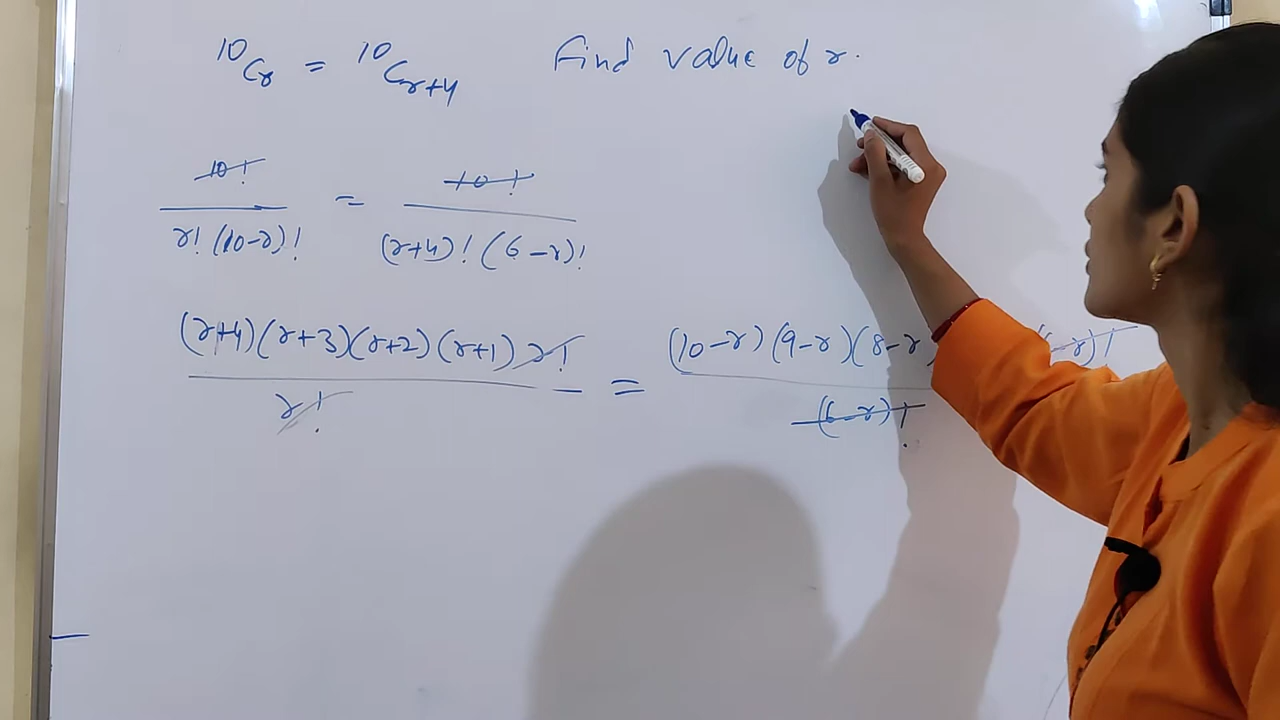 ¹⁰Cᵣ = ¹⁰Cᵣ₊₄ Find value of r.
10! / r! (10-r)! = 10! / (r+4)! (6-r)!
(r+4)(r+3)(r+2)(r+1) r! / r! = (10-r)(9-r)(8-r (6-r)! / (6-r)!